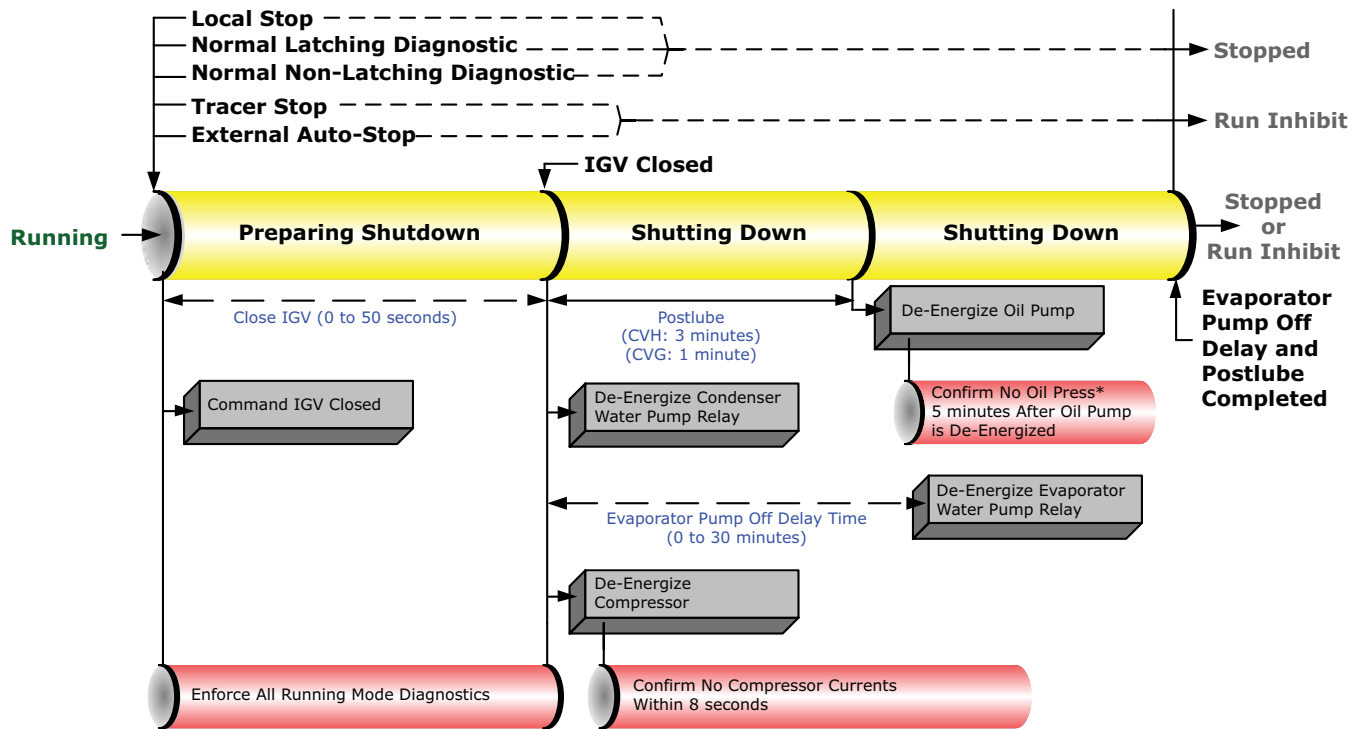 Local Stop
Normal Latching Diagnostic
Normal Non-Latching Diagnostic
Stopped
Tracer Stop
External Auto-Stop
Run Inhibit
IGV Closed
Running
Preparing Shutdown
Shutting Down
Shutting Down
Stopped
or
Run Inhibit
Close IGV (0 to 50 seconds)
Postlube
(CVH: 3 minutes)
(CVG: 1 minute)
De-Energize Oil Pump
Evaporator
Pump Off
Delay and
Postlube
Completed
Command IGV Closed
De-Energize Condenser
Water Pump Relay
Confirm No Oil Press*
5 minutes After Oil Pump
is De-Energized
Evaporator Pump Off Delay Time
(0 to 30 minutes)
De-Energize Evaporator
Water Pump Relay
De-Energize
Compressor
Enforce All Running Mode Diagnostics
Confirm No Compressor Currents
Within 8 seconds